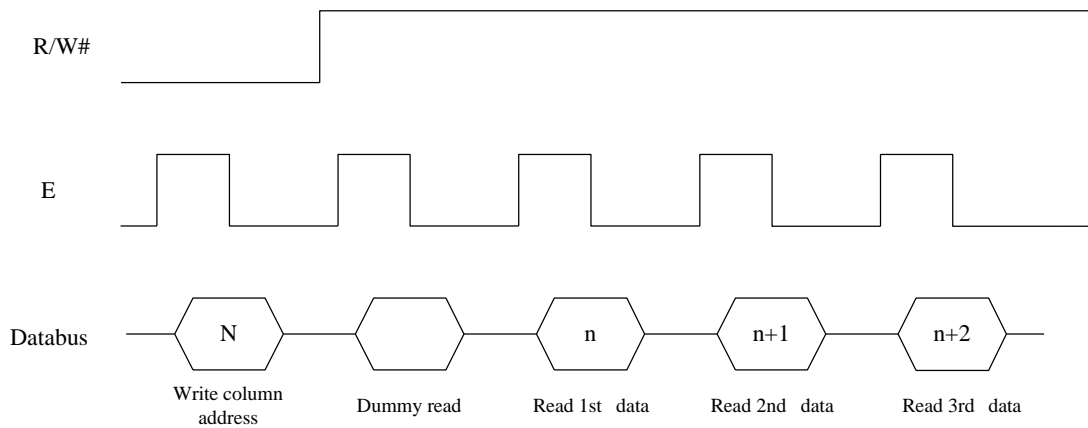 R/W#
E
Databus
N
n
n+1
n+2
Write column
address
Dummy read
Read 1st data
Read 2nd data
Read 3rd data